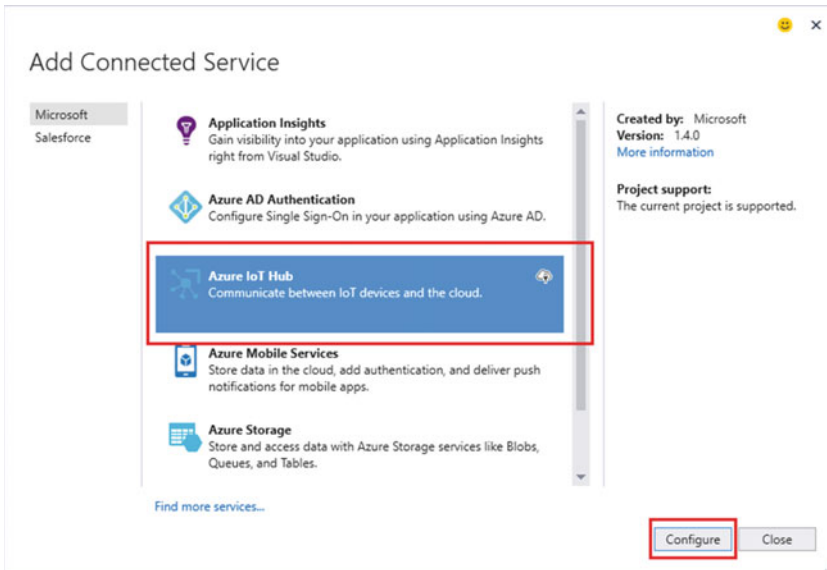 Add Connected Service
Microsoft
Salesforce
Application Insights
Gain visibility into your application using Application Insights
right from Visual Studio.
Azure AD Authentication
Configure Single Sign-On in your application using Azure AD.
Azure IoT Hub
Communicate between IoT devices and the cloud.
Azure Mobile Services
Store data in the cloud, add authentication, and deliver push
notifications for mobile apps.
Azure Storage
Store and access data with Azure Storage services like Blobs,
Queues, and Tables.
Find more services...
Created by: Microsoft
Version: 1.4.0
More information
Project support:
The current project is supported.
Configure
Close